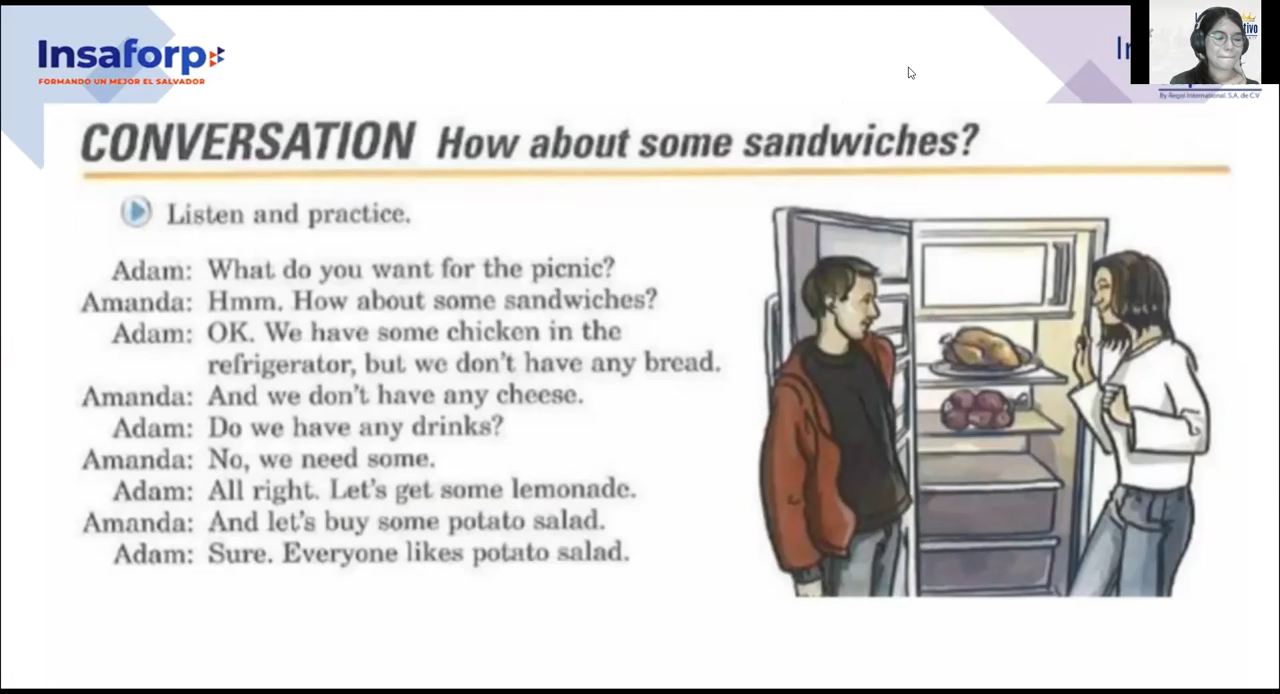 Insaforp
FORMANDO UN MEJOR EL SALVADOR
By Regal International, S.A. de C.V
CONVERSATION How about some sandwiches?
Listen and practice.
Adam: What do you want for the picnic?
Amanda: Hmm. How about some sandwiches?
Adam: OK. We have some chicken in the
refrigerator, but we don't have any bread.
Amanda: And we don't have any cheese.
Adam: Do we have any drinks?
Amanda: No, we need some.
Adam: All right. Let's get some lemonade.
Amanda: And let's buy some potato salad.
Adam: Sure. Everyone likes potato salad.